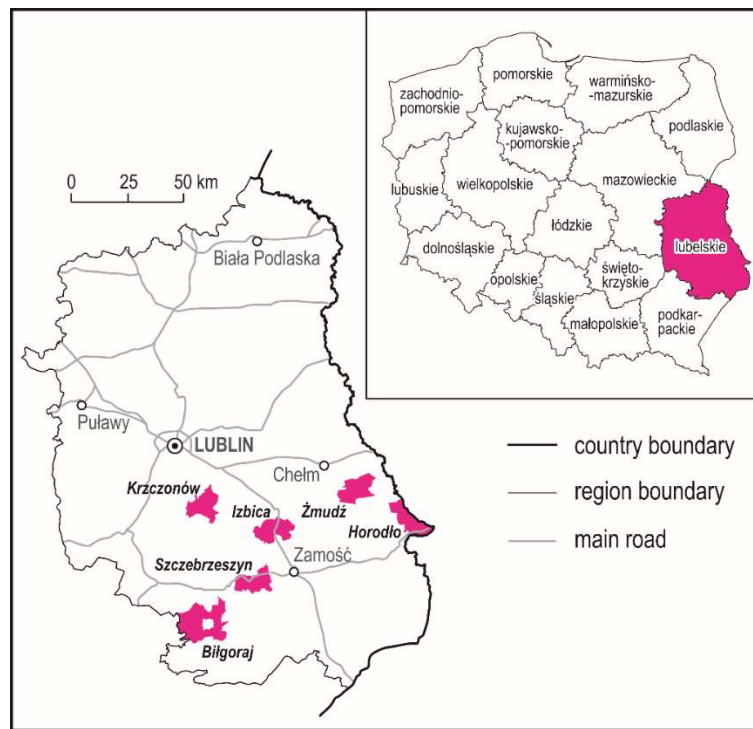 pomorskie
warmińsko-
-mazurskie
zachodnio-
pomorskie
podlaskie
kujawsko-
-pomorskie
mazowieckie
lubuskie
wielkopolskie
łódzkie
lubelskie
dolnośląskie
opolskie
śląskie
święto-
krzyskie
małopolskie
podkar-
packie
0 25 50 km
Biała Podlaska
Puławy
LUBLIN
Chełm
Krzczonów
Izbica
Żmudź
Horodło
Szczebrzeszyn
Zamość
Biłgoraj
country boundary
region boundary
main road